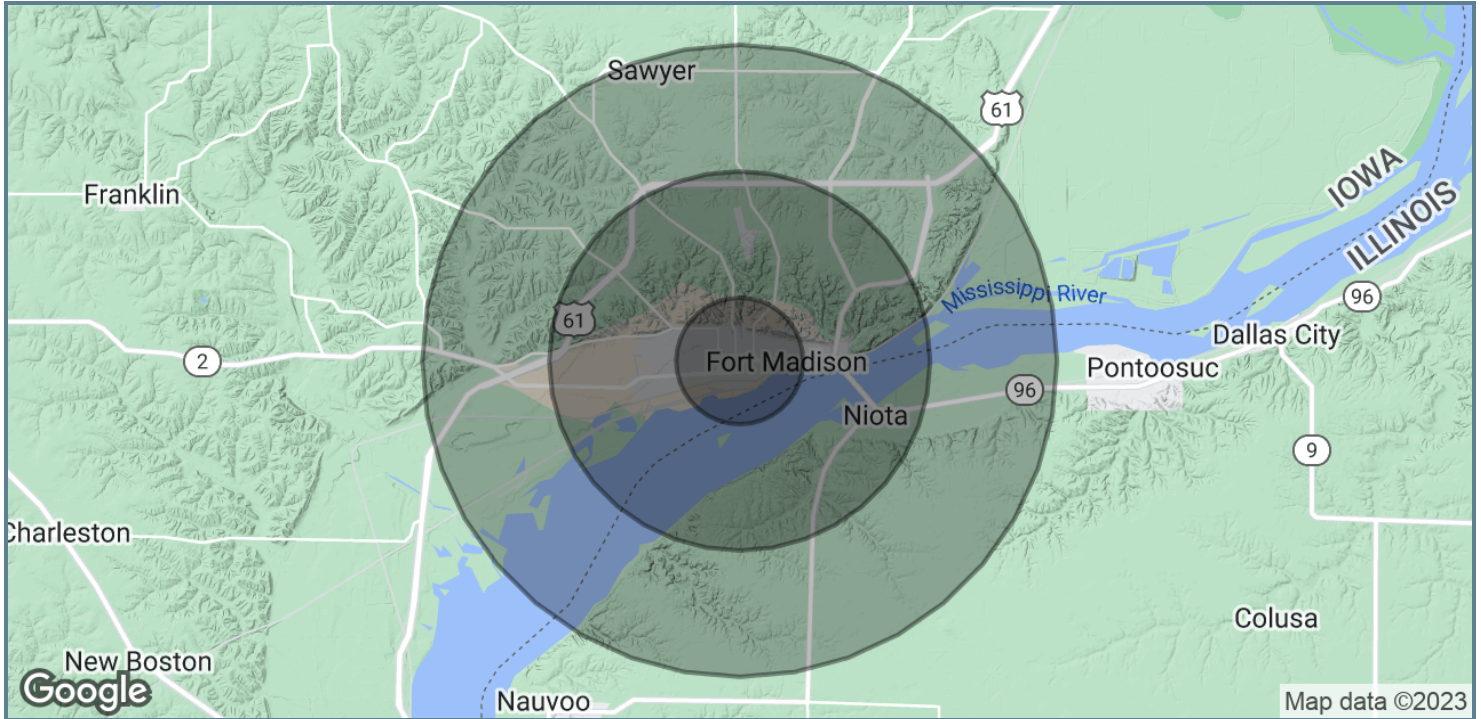 Sawyer
61
Franklin
IOWA
ILLINOIS
Mississippi River
96
61
Dallas City
2
Fort Madison
Pontoosuc
96
Niota
9
Charleston
Colusa
New Boston
Google
Nauvoo
Map data ©2023